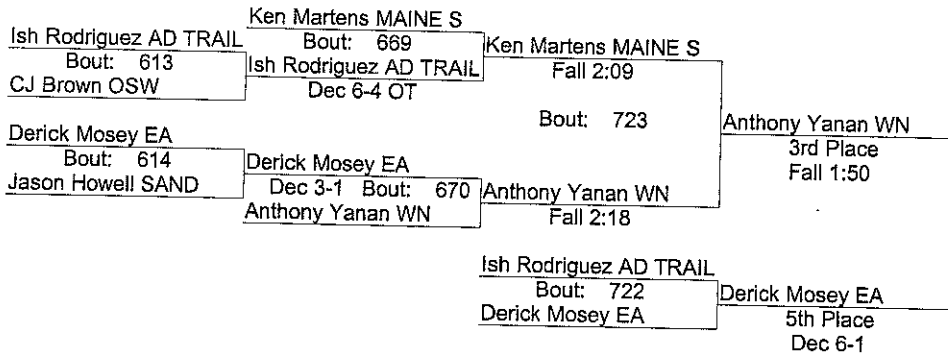 Ken Martens MAINE S
Ish Rodriguez AD TRAIL
Bout: 669
Ken Martens MAINE S
Bout: 613
Ish Rodriguez AD TRAIL
Fall 2:09
CJ Brown OSW
Dec 6-4 OT
Bout: 723
Anthony Yanan WN
Derick Mosey EA
3rd Place
Bout: 614
Derick Mosey EA
Fall 1:50
Jason Howell SAND
Dec 3-1 Bout: 670
Anthony Yanan WN
Anthony Yanan WN
Fall 2:18
Ish Rodriguez AD TRAIL
Bout: 722
Derick Mosey EA
Derick Mosey EA
5th Place
Dec 6-1